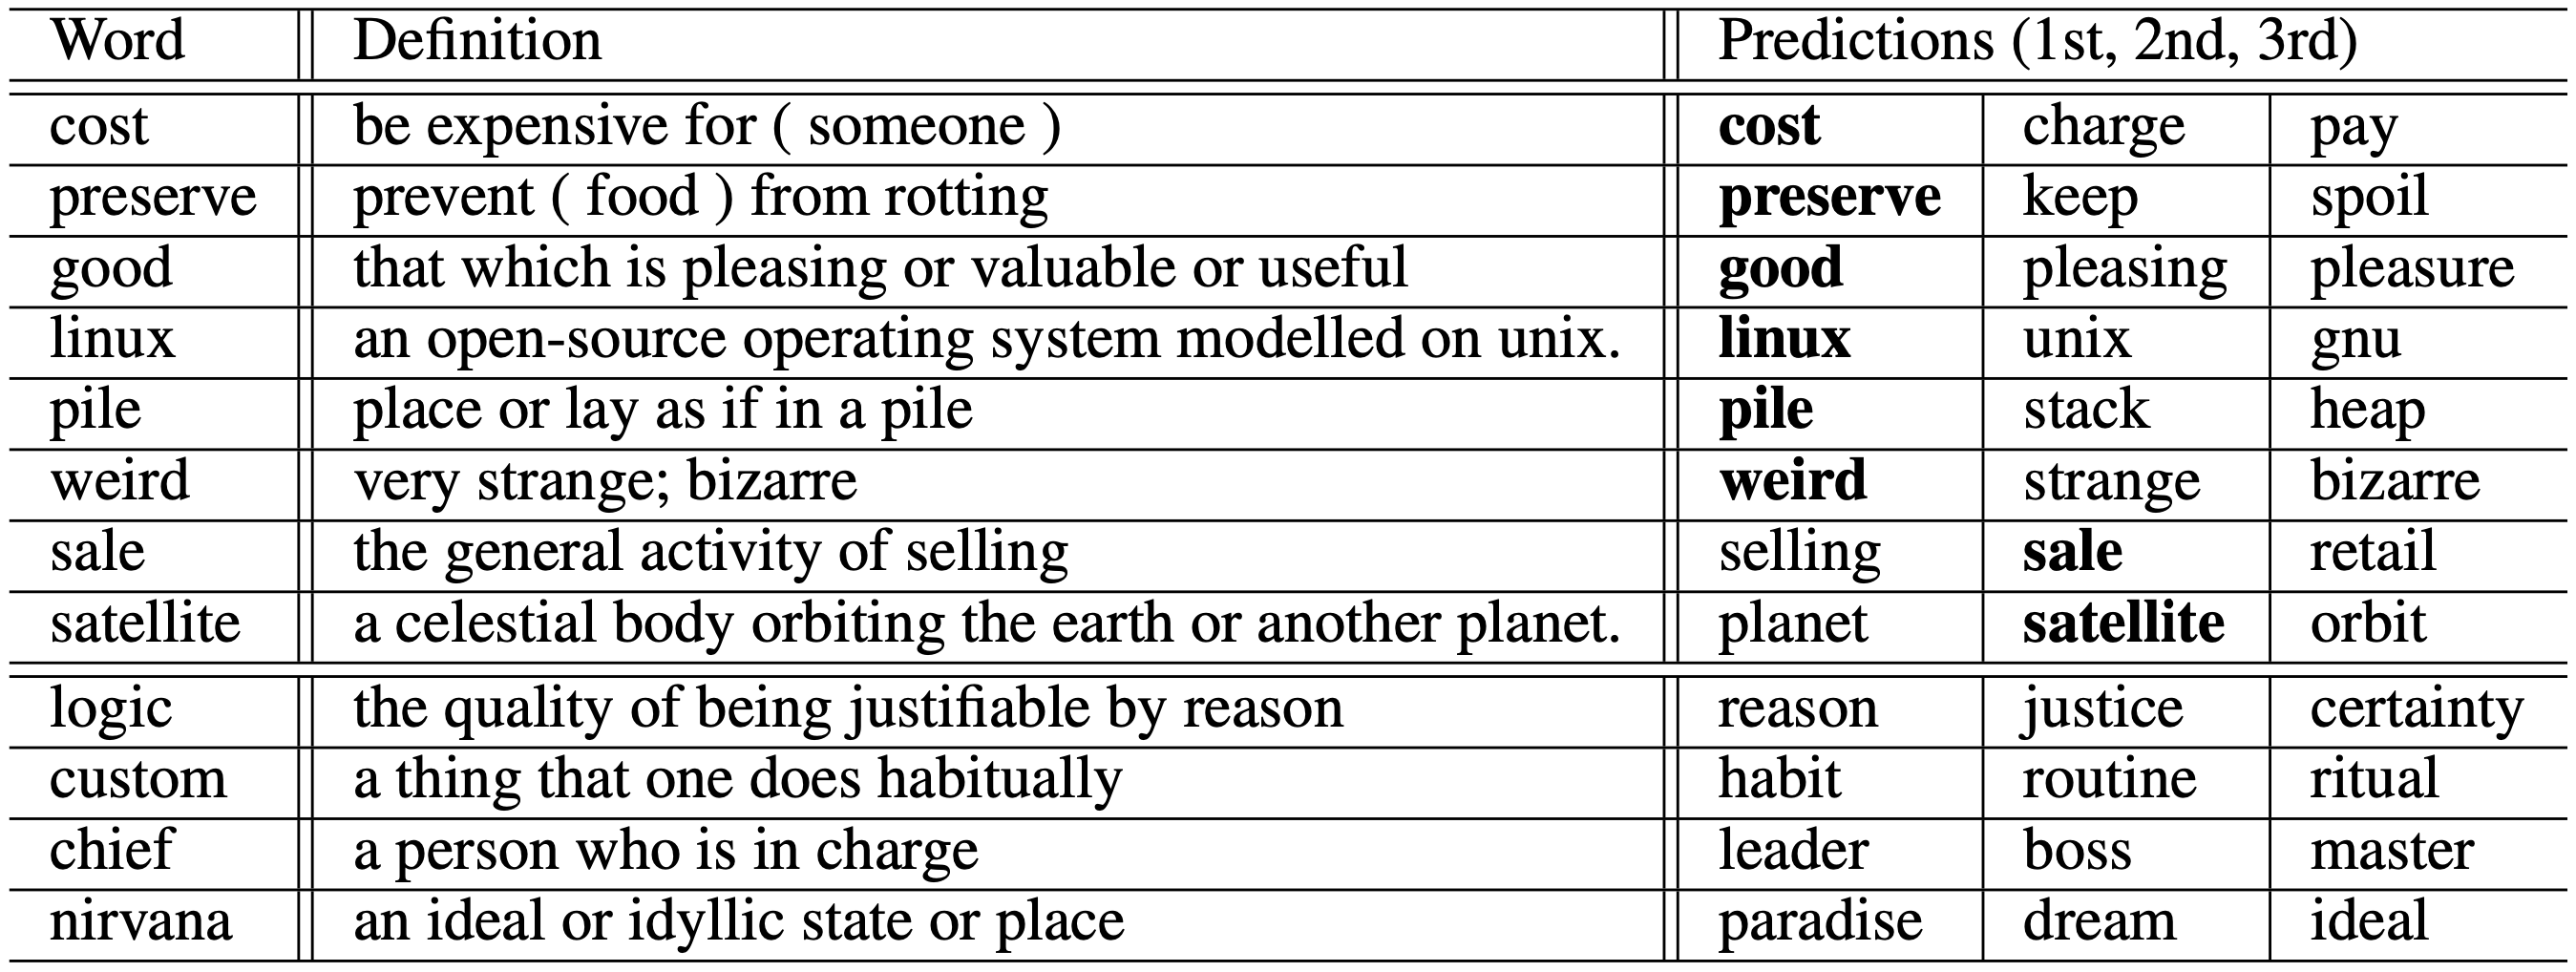 Word Definition Predictions (1st, 2nd, 3rd)
cost be expensive for ( someone ) cost charge pay
preserve prevent ( food ) from rotting preserve keep spoil
good that which is pleasing or valuable or useful good pleasing pleasure
linux an open-source operating system modelled on unix. linux unix gnu
pile place or lay as if in a pile pile stack heap
weird very strange; bizarre weird strange bizarre
sale the general activity of selling selling sale retail
satellite a celestial body orbiting the earth or another planet. planet satellite orbit
logic the quality of being justifiable by reason reason justice certainty
custom a thing that one does habitually habit routine ritual
chief a person who is in charge leader boss master
nirvana an ideal or idyllic state or place paradise dream ideal